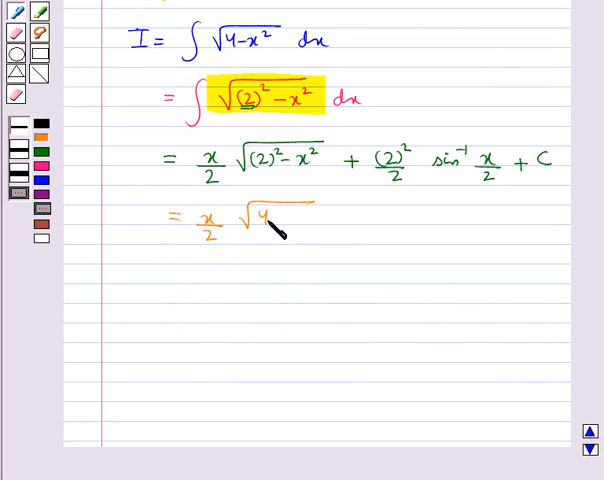 I = ∫ √(4-x²) dx
= ∫ √((2)²-x²) dx
= x/2 √((2)²-x²) + (2)²/2 sin⁻¹ x/2 + C
= x/2 √4